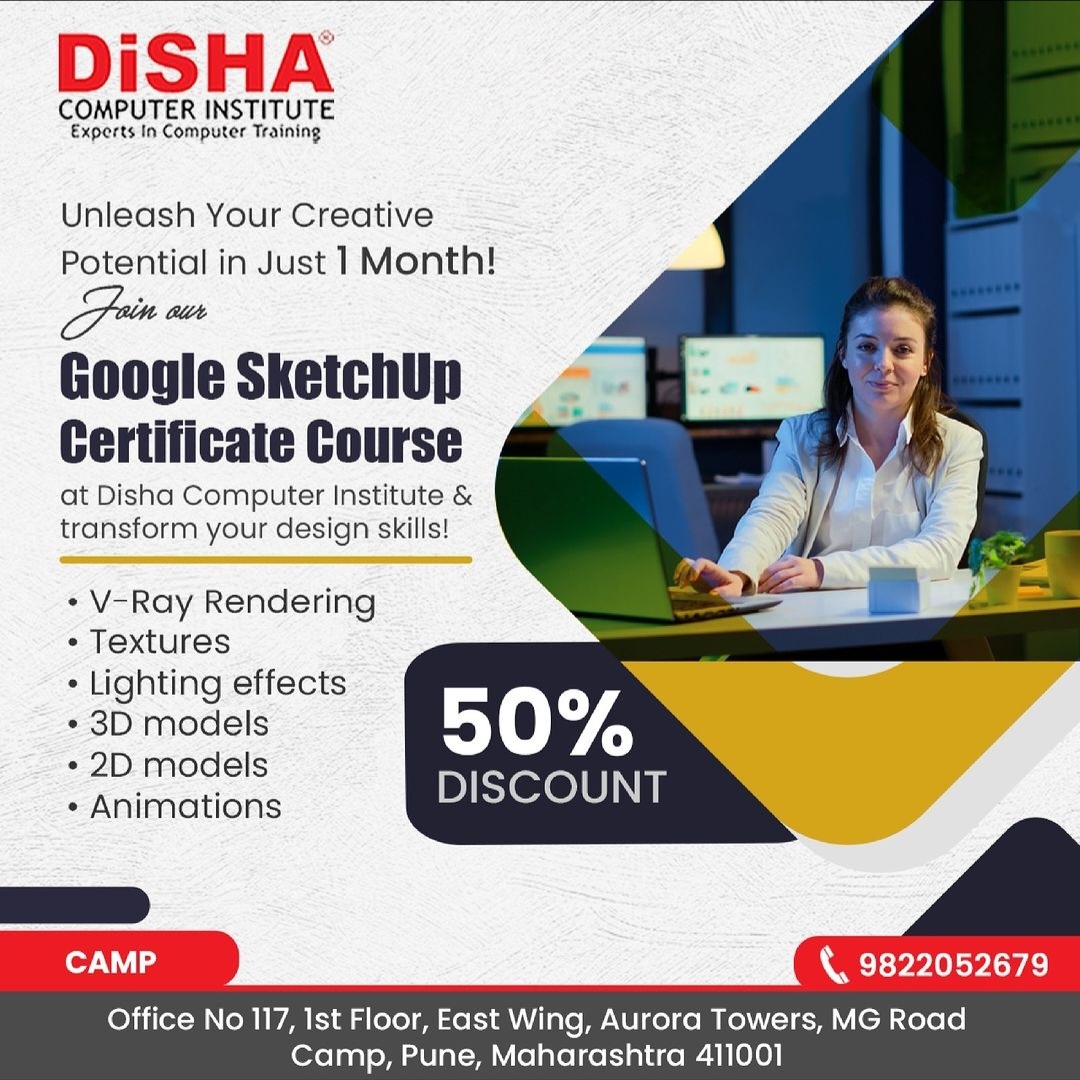 DiSHA®
COMPUTER INSTITUTE
Experts In Computer Training
Unleash Your Creative
Potential in Just 1 Month!
Join our
Google SketchUp
Certificate Course
at Disha Computer Institute &
transform your design skills!
• V-Ray Rendering
• Textures
• Lighting effects
• 3D models
• 2D models
• Animations
50%
DISCOUNT
CAMP
9822052679
Office No 117, 1st Floor, East Wing, Aurora Towers, MG Road
Camp, Pune, Maharashtra 411001